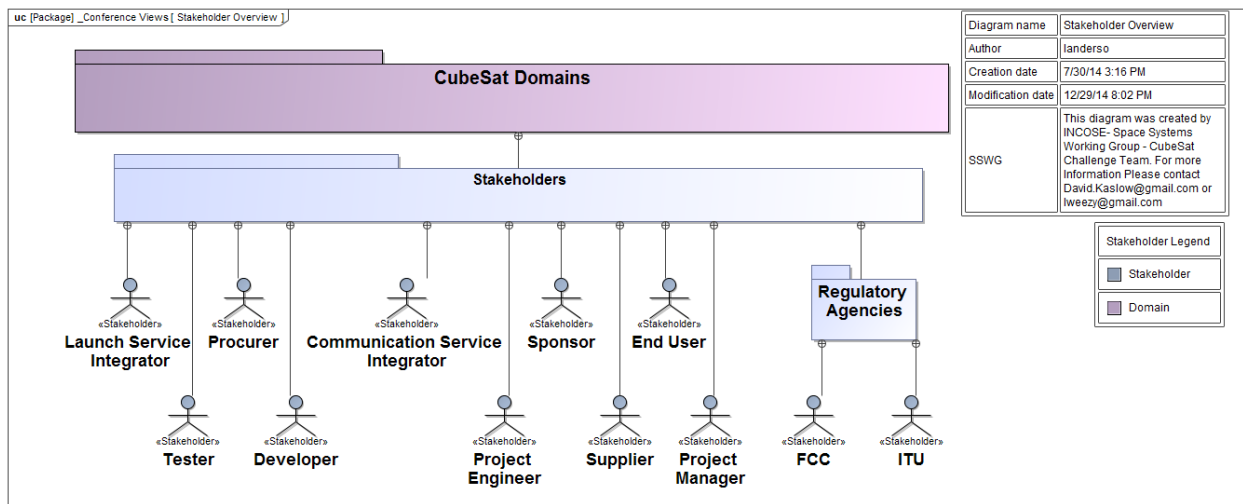 uc [Package] _Conference Views [ Stakeholder Overview ]
CubeSat Domains
Stakeholders
Regulatory
Agencies
«Stakeholder»
Launch Service
Integrator
«Stakeholder»
Procurer
«Stakeholder»
Communication Service
Integrator
«Stakeholder»
Sponsor
«Stakeholder»
End User
«Stakeholder»
Tester
«Stakeholder»
Developer
«Stakeholder»
Project
Engineer
«Stakeholder»
Supplier
«Stakeholder»
Project
Manager
«Stakeholder»
FCC
«Stakeholder»
ITU
Diagram name Stakeholder Overview
Author landerso
Creation date 7/30/14 3:16 PM
Modification date 12/29/14 8:02 PM
SSWG
This diagram was created by
INCOSE- Space Systems
Working Group - CubeSat
Challenge Team. For more
Information Please contact
David.Kaslow@gmail.com or
lweezy@gmail.com
Stakeholder Legend
Stakeholder
Domain